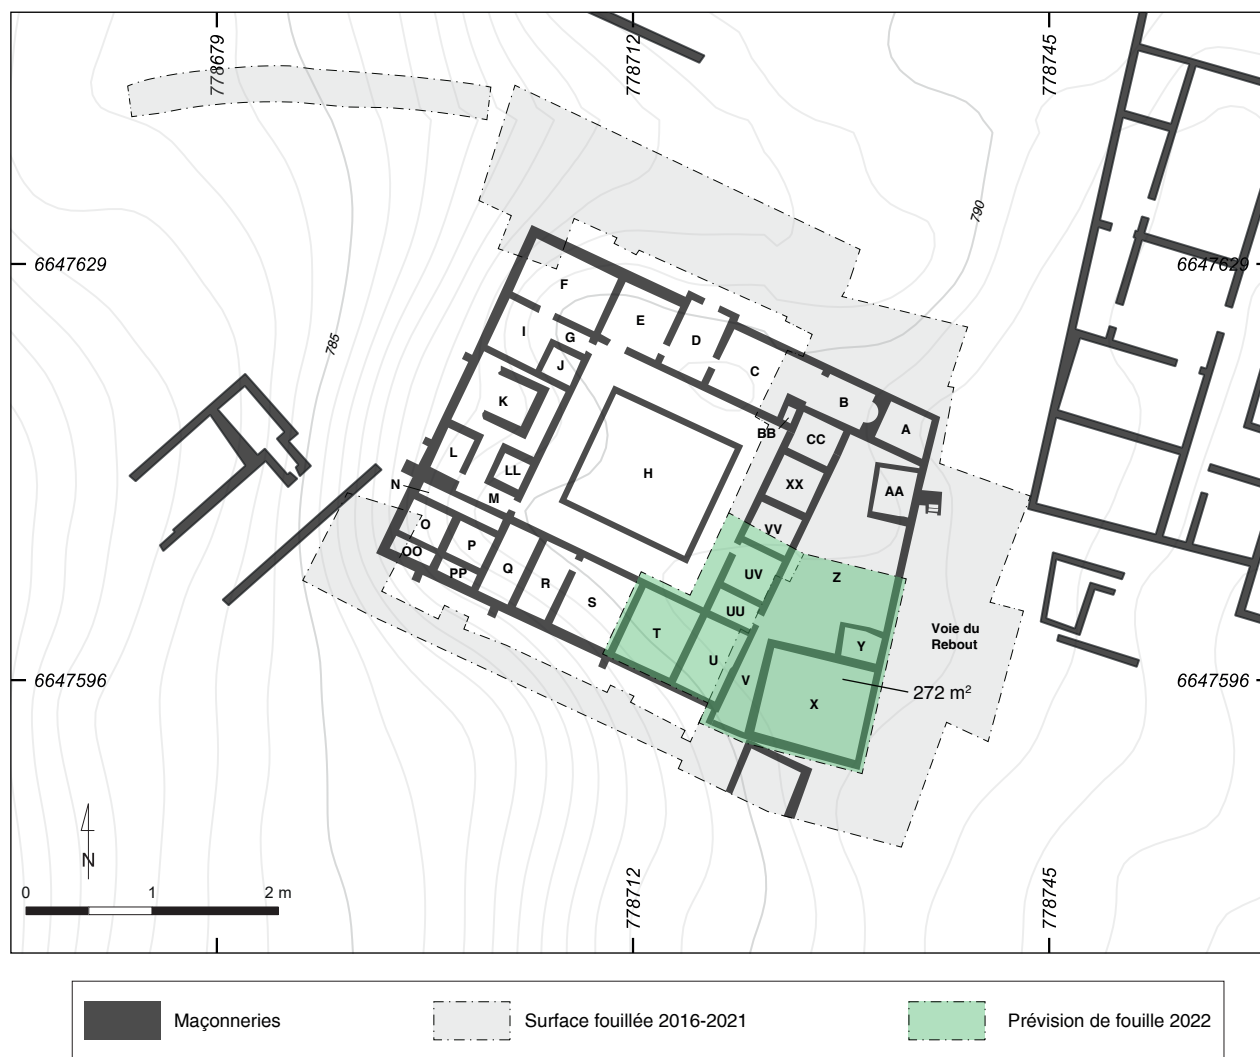 778679
778712
778745
790
6647629
6647629
785
F
E
I
G
D
J
C
K
B
A
BB
CC
L
LL
H
XX
AA
N
M
O
VV
OO
P
PP
Q
R
UV
Z
S
UU
T
Voie du
Rebout
U
Y
V
6647596
6647596
272 m²
X
N
0 1 2 m
778712
778745
Maçonneries
Surface fouillée 2016-2021
Prévision de fouille 2022